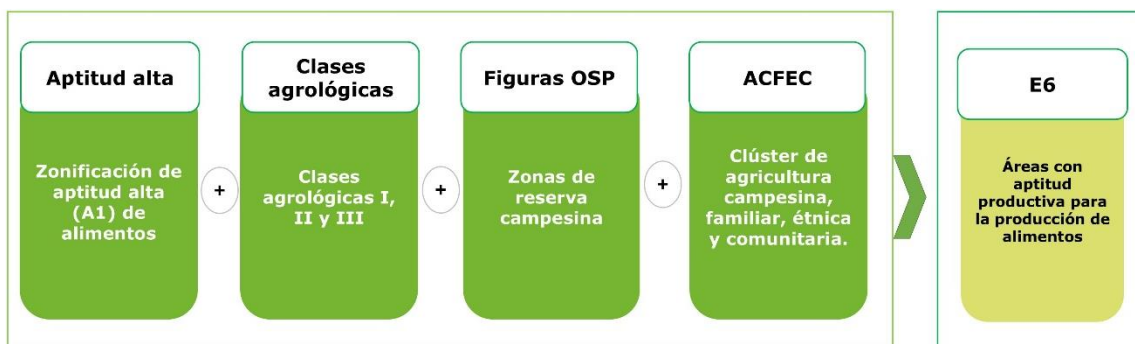 Aptitud alta
Zonificación de
aptitud alta
(A1) de
alimentos
+
Clases
agrológicas
Clases
agrológicas I,
II y III
+
Figuras OSP
Zonas de
reserva
campesina
+
ACFEC
Clúster de
agricultura
campesina,
familiar, étnica
y comunitaria.
E6
Áreas con
aptitud
productiva para
la producción de
alimentos